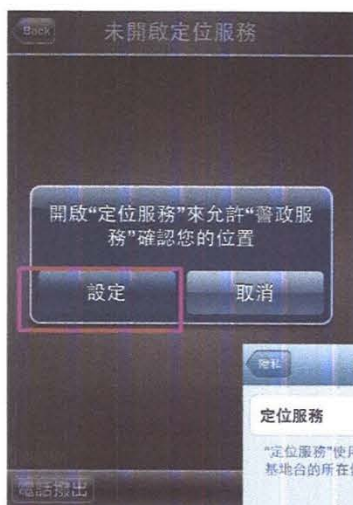 Back
未開啟定位服務
開啟“定位服務”來允許“警政服
務”確認您的位置
設定
取消
隱私
定位服務
“定位服務”使用
基地台的所在
電話撥出